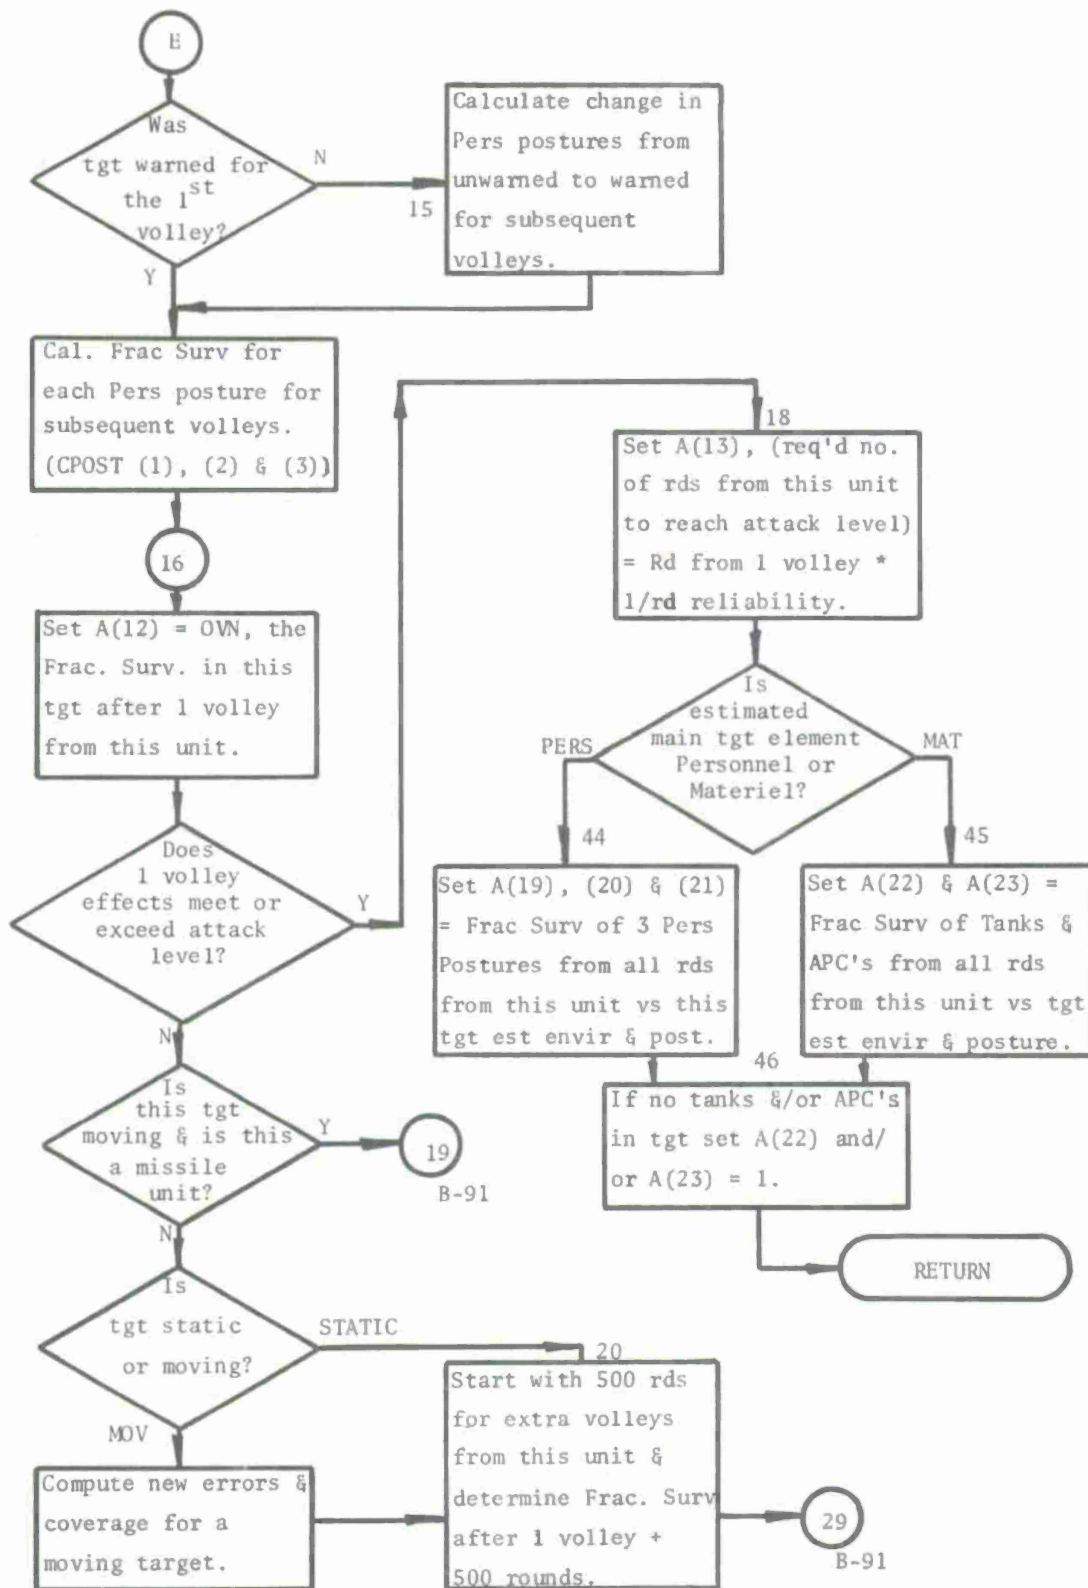 E
Was
tgt warned for
the 1st
volley?
N
15
Y
Calculate change in
Pers postures from
unwarned to warned
for subsequent
volleys.
Cal. Frac Surv for
each Pers posture for
subsequent volleys.
(CPOST (1), (2) & (3))
16
Set A(12) = OVN, the
Frac. Surv. in this
tgt after 1 volley
from this unit.
Does
1 volley
effects meet or
exceed attack
level?
Y
N
Is
this tgt
moving & is this
a missile
unit?
Y
19
B-91
N
Is
tgt static
or moving?
STATIC
MOV
Compute new errors &
coverage for a
moving target.
20
Start with 500 rds
for extra volleys
from this unit &
determine Frac. Surv
after 1 volley +
500 rounds.
29
B-91
18
Set A(13), (req'd no.
of rds from this unit
to reach attack level)
= Rd from 1 volley *
1/rd reliability.
Is
estimated
main tgt element
Personnel or
Materiel?
PERS
MAT
44
Set A(19), (20) & (21)
= Frac Surv of 3 Pers
Postures from all rds
from this unit vs this
tgt est envir & post.
45
Set A(22) & A(23) =
Frac Surv of Tanks &
APC's from all rds
from this unit vs tgt
est envir & posture.
46
If no tanks &/or APC's
in tgt set A(22) and/
or A(23) = 1.
RETURN